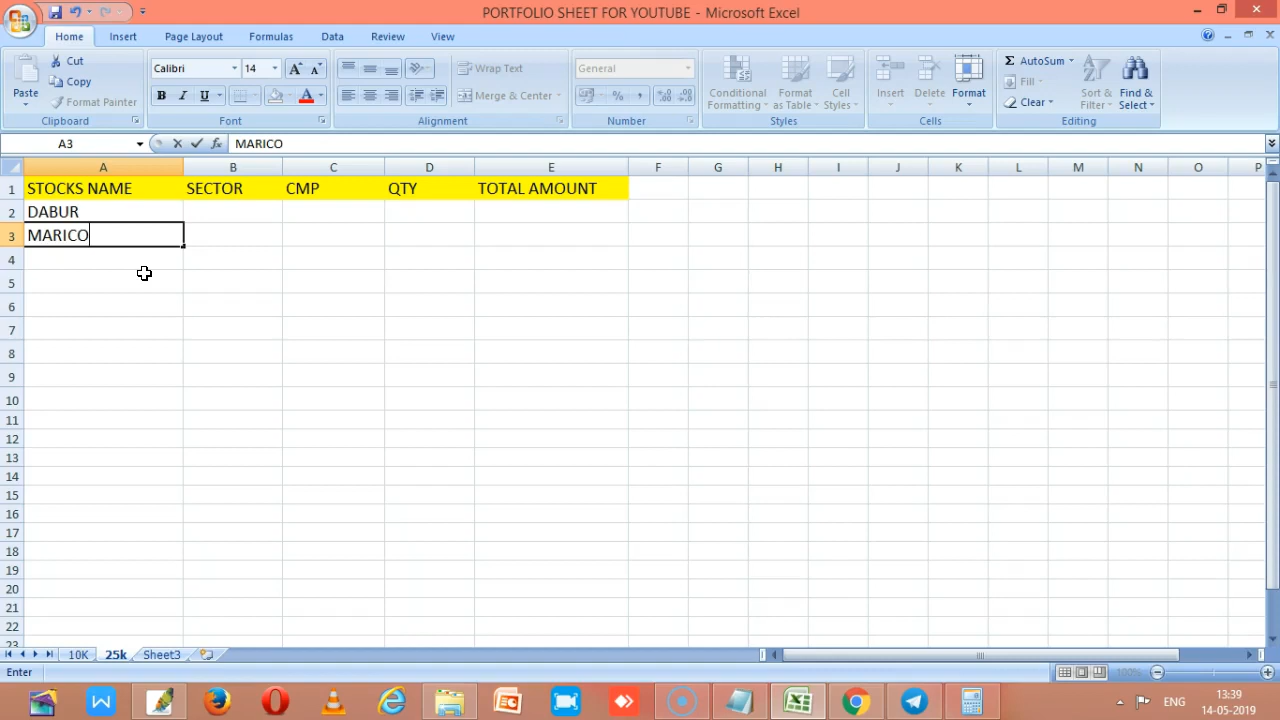 PORTFOLIO SHEET FOR YOUTUBE - Microsoft Excel
Home Insert Page Layout Formulas Data Review View
Paste Cut Copy Format Painter Clipboard
Calibri 14 A A B I U A Font
Wrap Text Merge & Center Alignment
General % , Number
Conditional Formatting Format as Table Cell Styles Styles
Insert Delete Format Cells
AutoSum Fill Clear Sort & Filter Find & Select Editing
A3 fx MARICO
A B C D E F G H I J K L M N O P
1 STOCKS NAME SECTOR CMP QTY TOTAL AMOUNT
2 DABUR
3 MARICO
4
5
6
7
8
9
10
11
12
13
14
15
16
17
18
19
20
21
22
23
10K 25k Sheet3
Enter 100%
ENG 13:39
14-05-2019